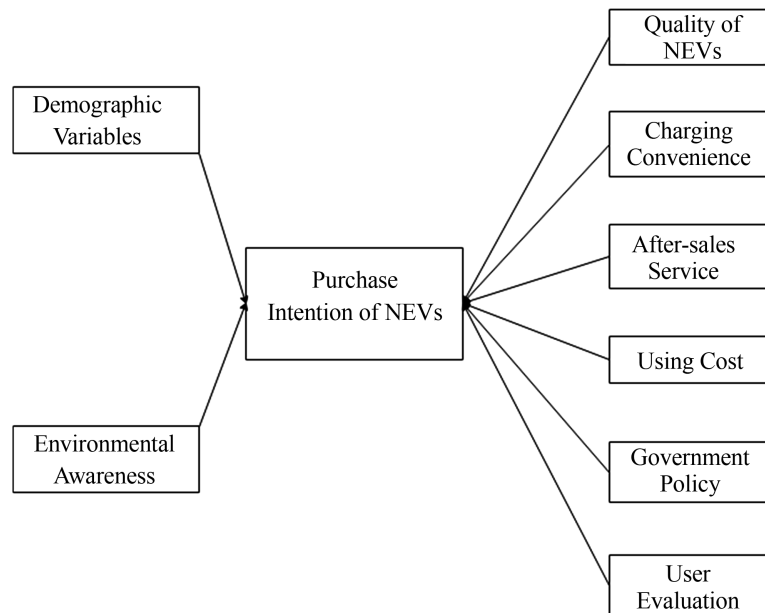 Demographic
Variables
Environmental
Awareness
Purchase
Intention of NEVs
Quality of
NEVs
Charging
Convenience
After-sales
Service
Using Cost
Government
Policy
User
Evaluation